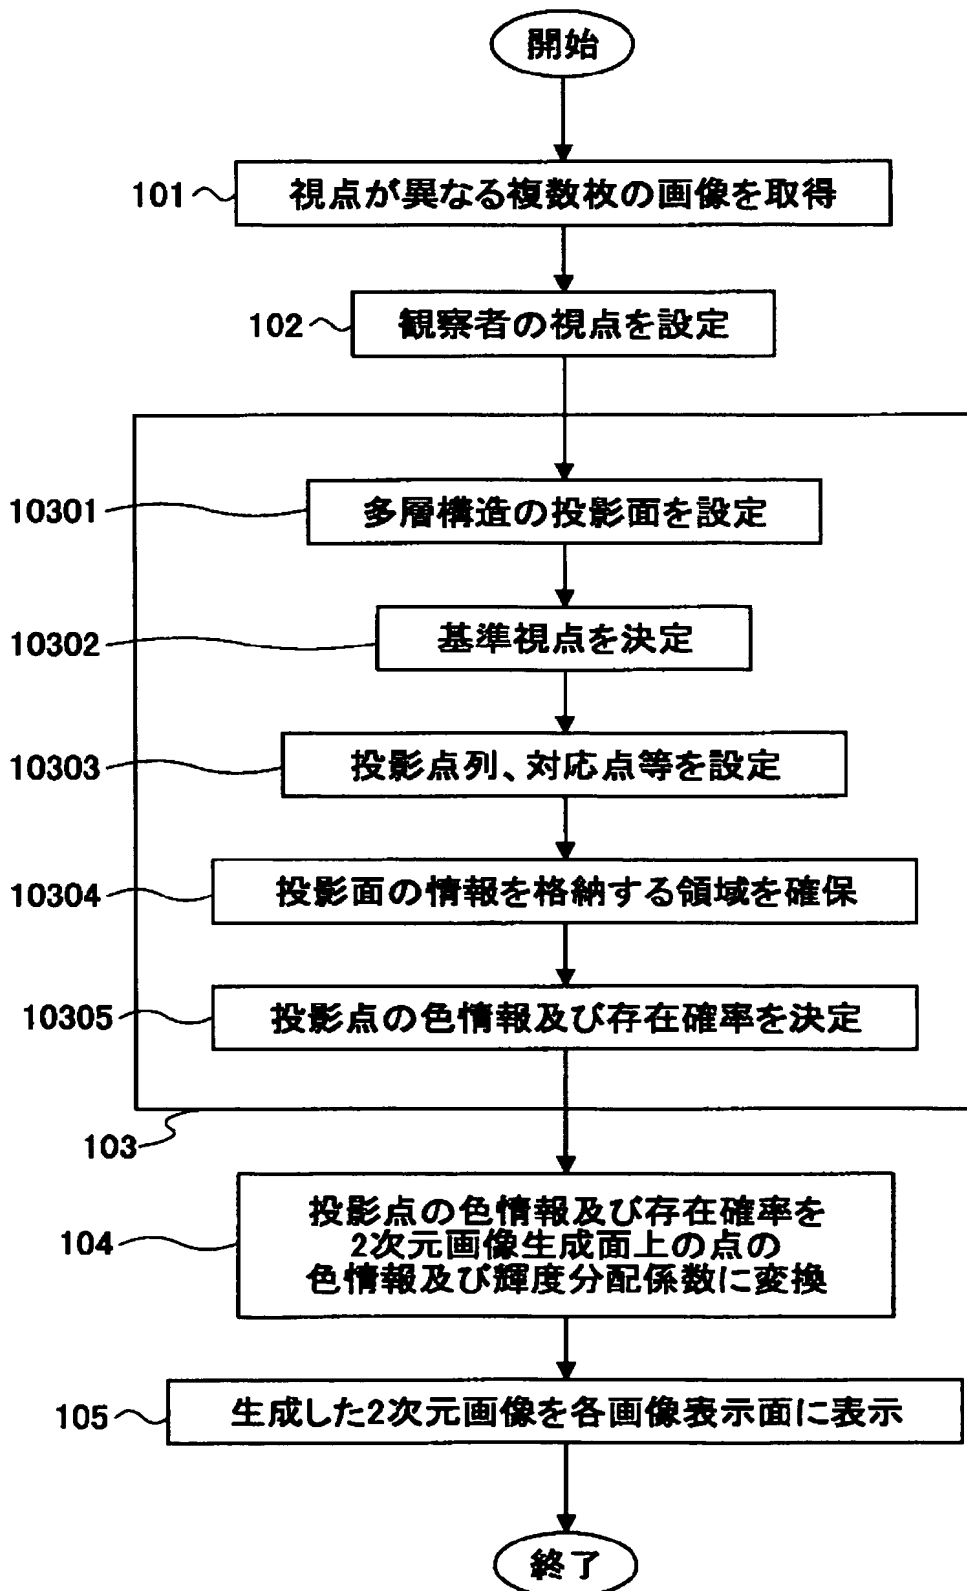 開始
101
視点が異なる複数枚の画像を取得
102
観察者の視点を設定
10301
多層構造の投影面を設定
10302
基準視点を決定
10303
投影点列、対応点等を設定
10304
投影面の情報を格納する領域を確保
10305
投影点の色情報及び存在確率を決定
103
104
投影点の色情報及び存在確率を
2次元画像生成面上の点の
色情報及び輝度分配係数に変換
105
生成した2次元画像を各画像表示面に表示
終了